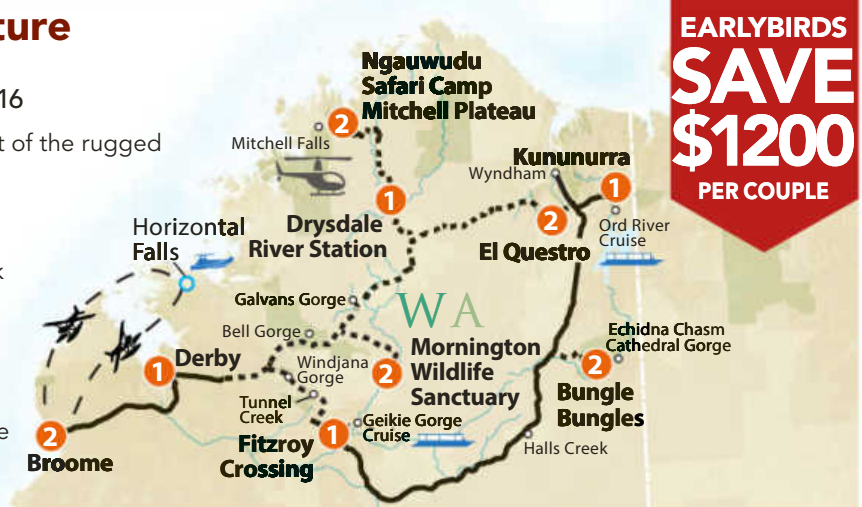 ture
16
t of the rugged
k
e
EARLYBIRDS
SAVE
$1200
PER COUPLE
Ngauwudu
Safari Camp
Mitchell Plateau
2
Mitchell Falls
Kununurra
Wyndham
1
1
2
Drysdale
River Station
El Questro
Ord River
Cruise
Horizontal
Falls
Galvans Gorge
WA
Bell Gorge
Echidna Chasm
Cathedral Gorge
1
Derby
Windjana
Gorge
2
Mornington
Wildlife
Sanctuary
2
Bungle
Bungles
Tunnel
Creek
Geikie Gorge
Cruise
2
Broome
1
Fitzroy
Crossing
Halls Creek